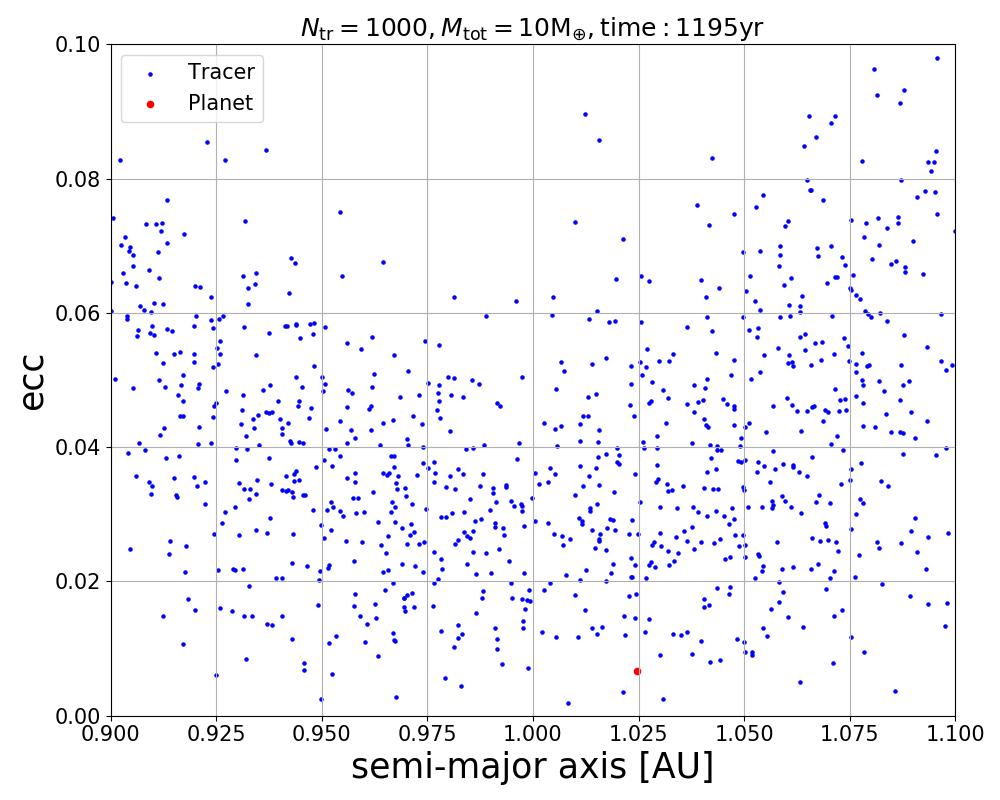 N_tr = 1000, M_tot = 10M_⊕, time : 1195yr
Tracer
Planet
0.10
0.08
0.06
0.04
0.02
0.00
ecc
0.900 0.925 0.950 0.975 1.000 1.025 1.050 1.075 1.100
semi-major axis [AU]